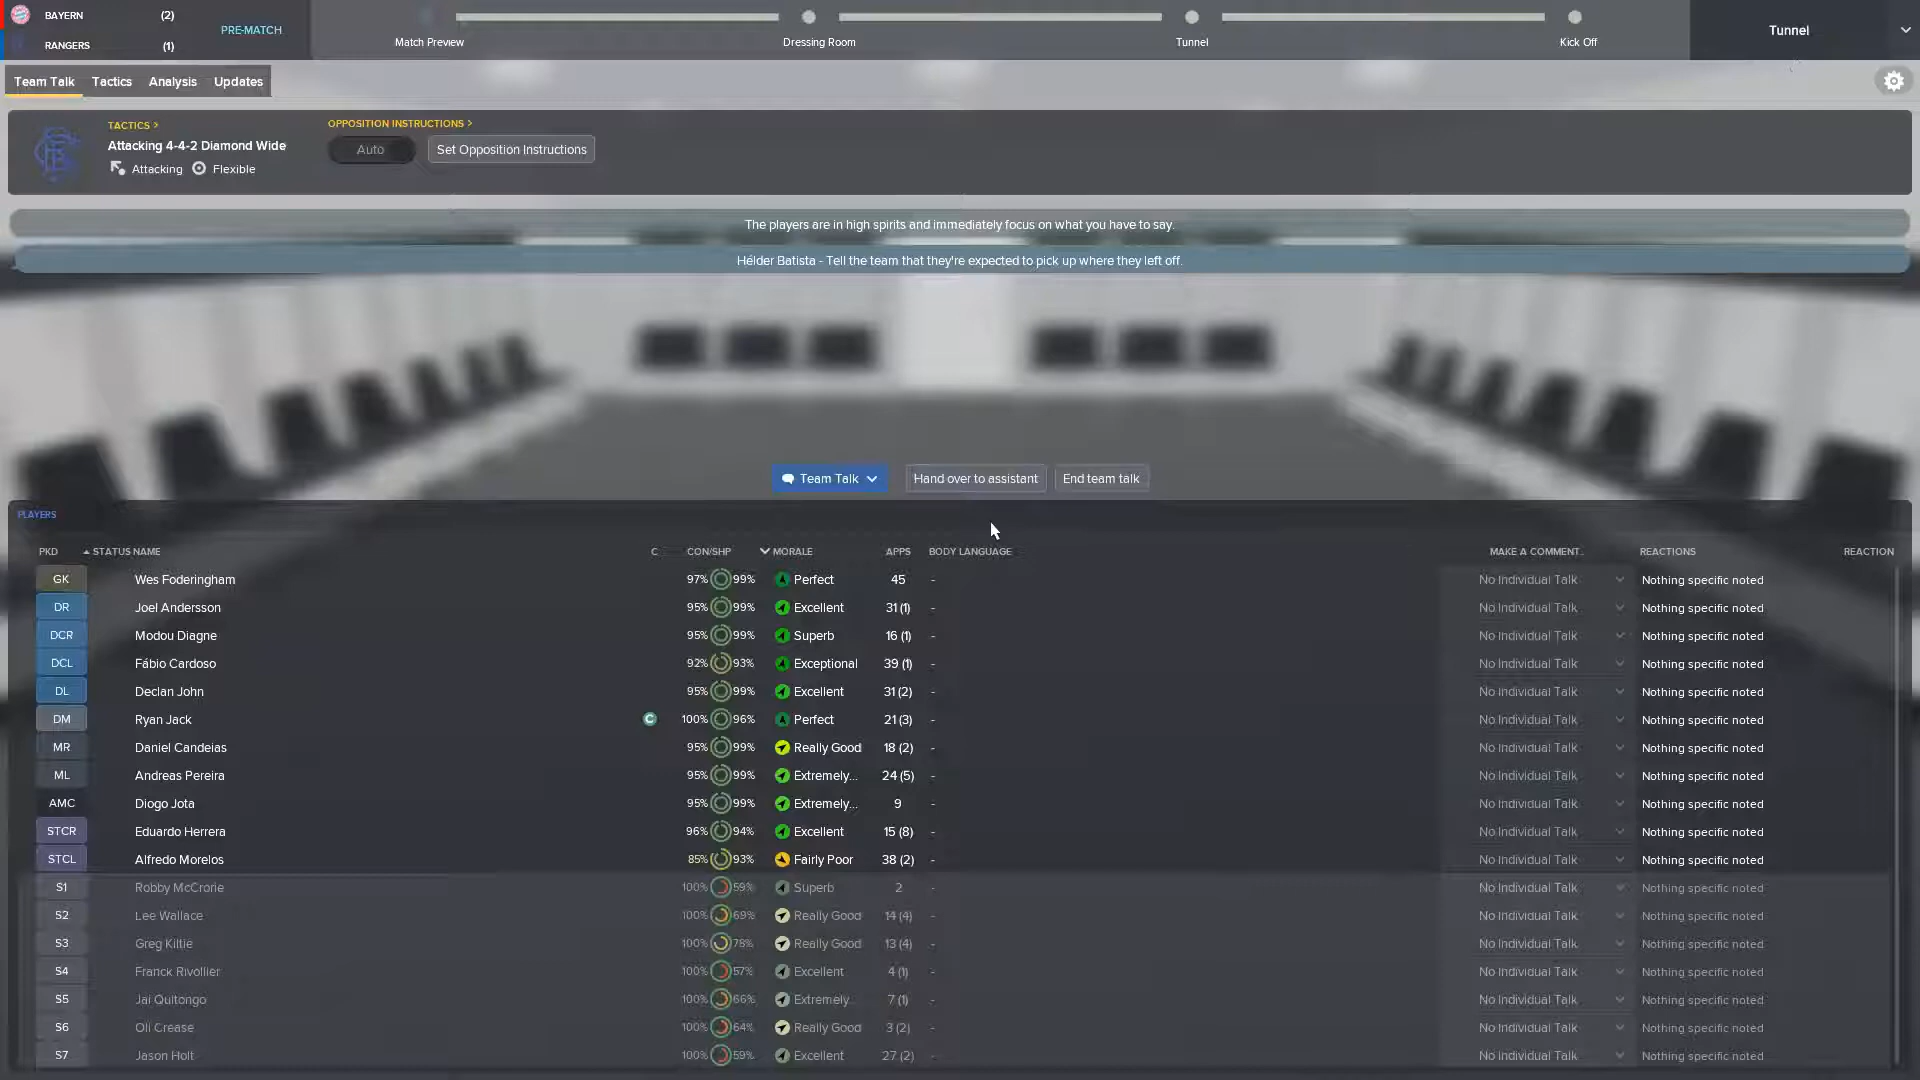 BAYERN (2)
RANGERS (1)
PRE-MATCH
Match Preview
Dressing Room
Tunnel
Kick Off
Tunnel
Team Talk Tactics Analysis Updates
TACTICS >
Attacking 4-4-2 Diamond Wide
Attacking Flexible
OPPOSITION INSTRUCTIONS >
Auto Set Opposition Instructions
The players are in high spirits and immediately focus on what you have to say.
Hélder Batista - Tell the team that they're expected to pick up where they left off.
Team Talk Hand over to assistant End team talk
PLAYERS
PKD STATUS NAME C CON/SHP MORALE APPS BODY LANGUAGE MAKE A COMMENT.. REACTIONS REACTION
GK Wes Foderingham 97% 99% Perfect 45 - No Individual Talk Nothing specific noted
DR Joel Andersson 95% 99% Excellent 31 (1) - No Individual Talk Nothing specific noted
DCR Modou Diagne 95% 99% Superb 16 (1) - No Individual Talk Nothing specific noted
DCL Fábio Cardoso 92% 93% Exceptional 39 (1) - No Individual Talk Nothing specific noted
DL Declan John 95% 99% Excellent 31 (2) - No Individual Talk Nothing specific noted
DM Ryan Jack C 100% 96% Perfect 21 (3) - No Individual Talk Nothing specific noted
MR Daniel Candeias 95% 99% Really Good 18 (2) - No Individual Talk Nothing specific noted
ML Andreas Pereira 95% 99% Extremely... 24 (5) - No Individual Talk Nothing specific noted
AMC Diogo Jota 95% 99% Extremely... 9 - No Individual Talk Nothing specific noted
STCR Eduardo Herrera 96% 94% Excellent 15 (8) - No Individual Talk Nothing specific noted
STCL Alfredo Morelos 85% 93% Fairly Poor 38 (2) - No Individual Talk Nothing specific noted
S1 Robby McCrorie 100% 59% Superb 2 - No Individual Talk Nothing specific noted
S2 Lee Wallace 100% 69% Really Good 14 (4) - No Individual Talk Nothing specific noted
S3 Greg Kiltie 100% 78% Really Good 13 (4) - No Individual Talk Nothing specific noted
S4 Franck Rivollier 100% 57% Excellent 4 (1) - No Individual Talk Nothing specific noted
S5 Jai Quitongo 100% 66% Extremely... 7 (1) - No Individual Talk Nothing specific noted
S6 Oli Crease 100% 64% Really Good 3 (2) - No Individual Talk Nothing specific noted
S7 Jason Holt 100% 59% Excellent 27 (2) - No Individual Talk Nothing specific noted